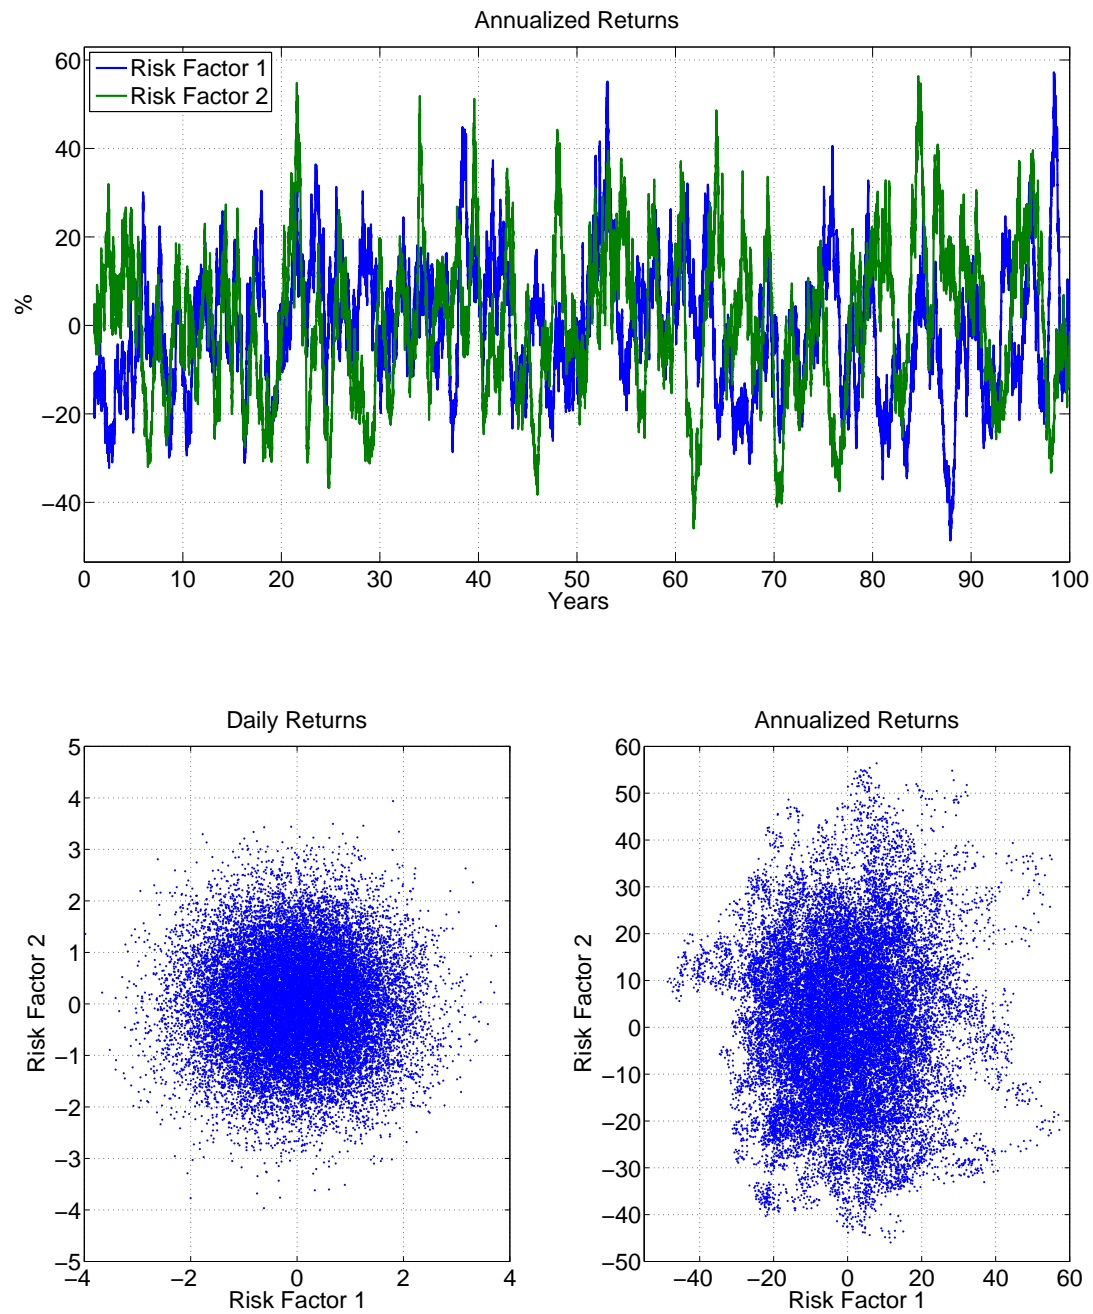 Annualized Returns
Risk Factor 1
Risk Factor 2
60
40
20
0
−20
−40
%
0 10 20 30 40 50 60 70 80 90 100
Years
Daily Returns
5
4
3
2
1
0
−1
−2
−3
−4
−5
Risk Factor 2
−4 −2 0 2 4
Risk Factor 1
Annualized Returns
60
50
40
30
20
10
0
−10
−20
−30
−40
−50
Risk Factor 2
−40 −20 0 20 40 60
Risk Factor 1